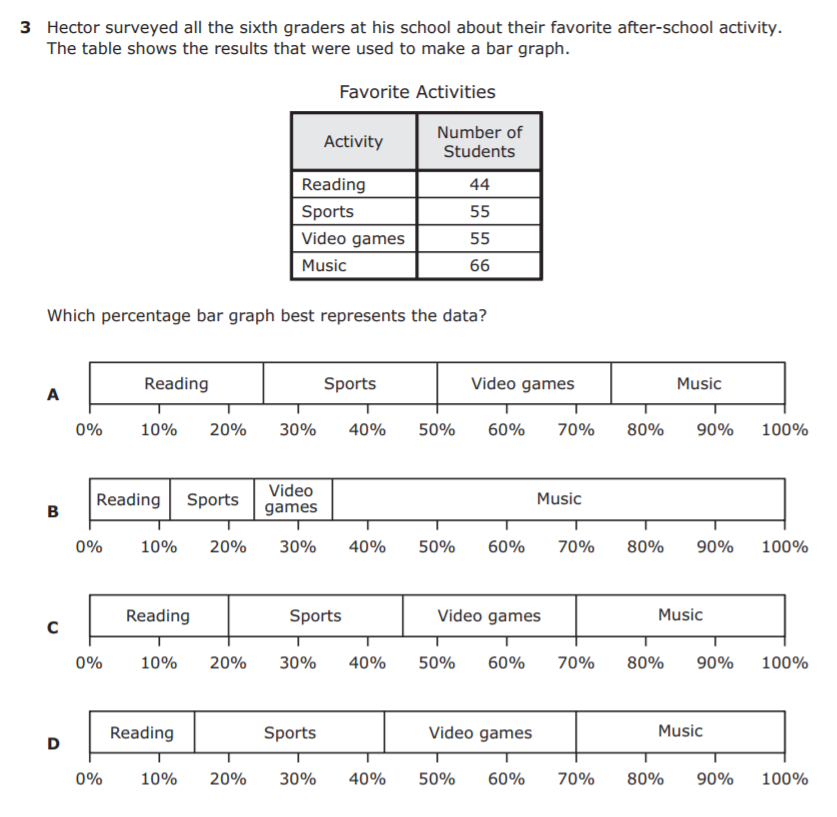 3 Hector surveyed all the sixth graders at his school about their favorite after-school activity.
The table shows the results that were used to make a bar graph.
Favorite Activities
Activity Number of
Students
Reading 44
Sports 55
Video games 55
Music 66
Which percentage bar graph best represents the data?
A Reading Sports Video games Music
0% 10% 20% 30% 40% 50% 60% 70% 80% 90% 100%
B Reading Sports Video
games Music
0% 10% 20% 30% 40% 50% 60% 70% 80% 90% 100%
C Reading Sports Video games Music
0% 10% 20% 30% 40% 50% 60% 70% 80% 90% 100%
D Reading Sports Video games Music
0% 10% 20% 30% 40% 50% 60% 70% 80% 90% 100%